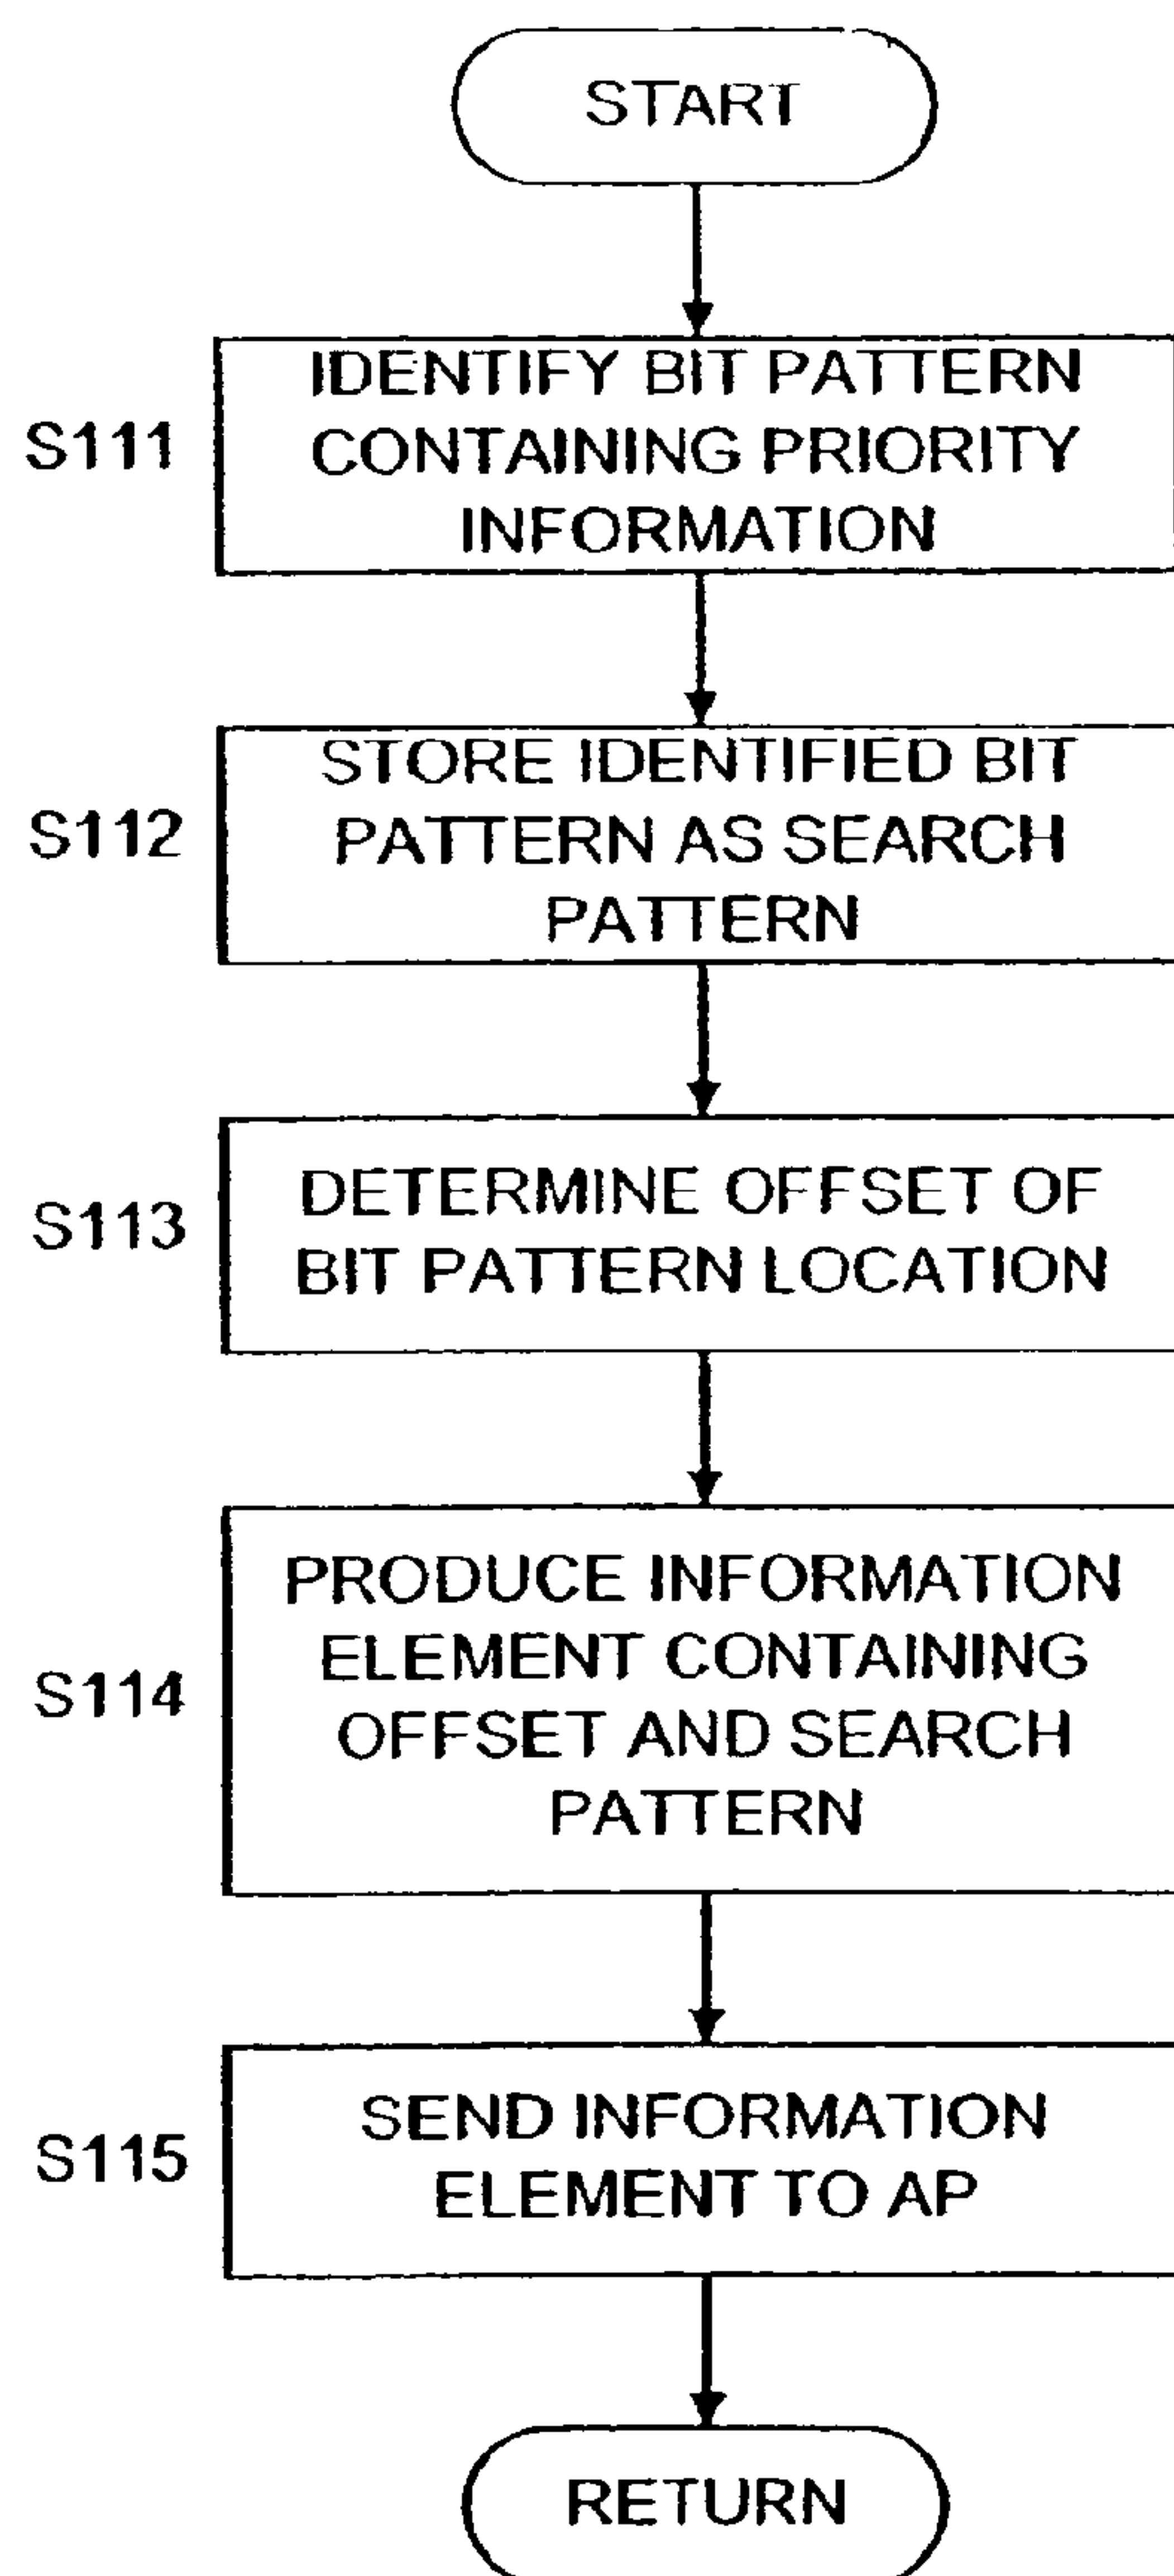 START
S111
IDENTIFY BIT PATTERN
CONTAINING PRIORITY
INFORMATION
S112
STORE IDENTIFIED BIT
PATTERN AS SEARCH
PATTERN
S113
DETERMINE OFFSET OF
BIT PATTERN LOCATION
S114
PRODUCE INFORMATION
ELEMENT CONTAINING
OFFSET AND SEARCH
PATTERN
S115
SEND INFORMATION
ELEMENT TO AP
RETURN